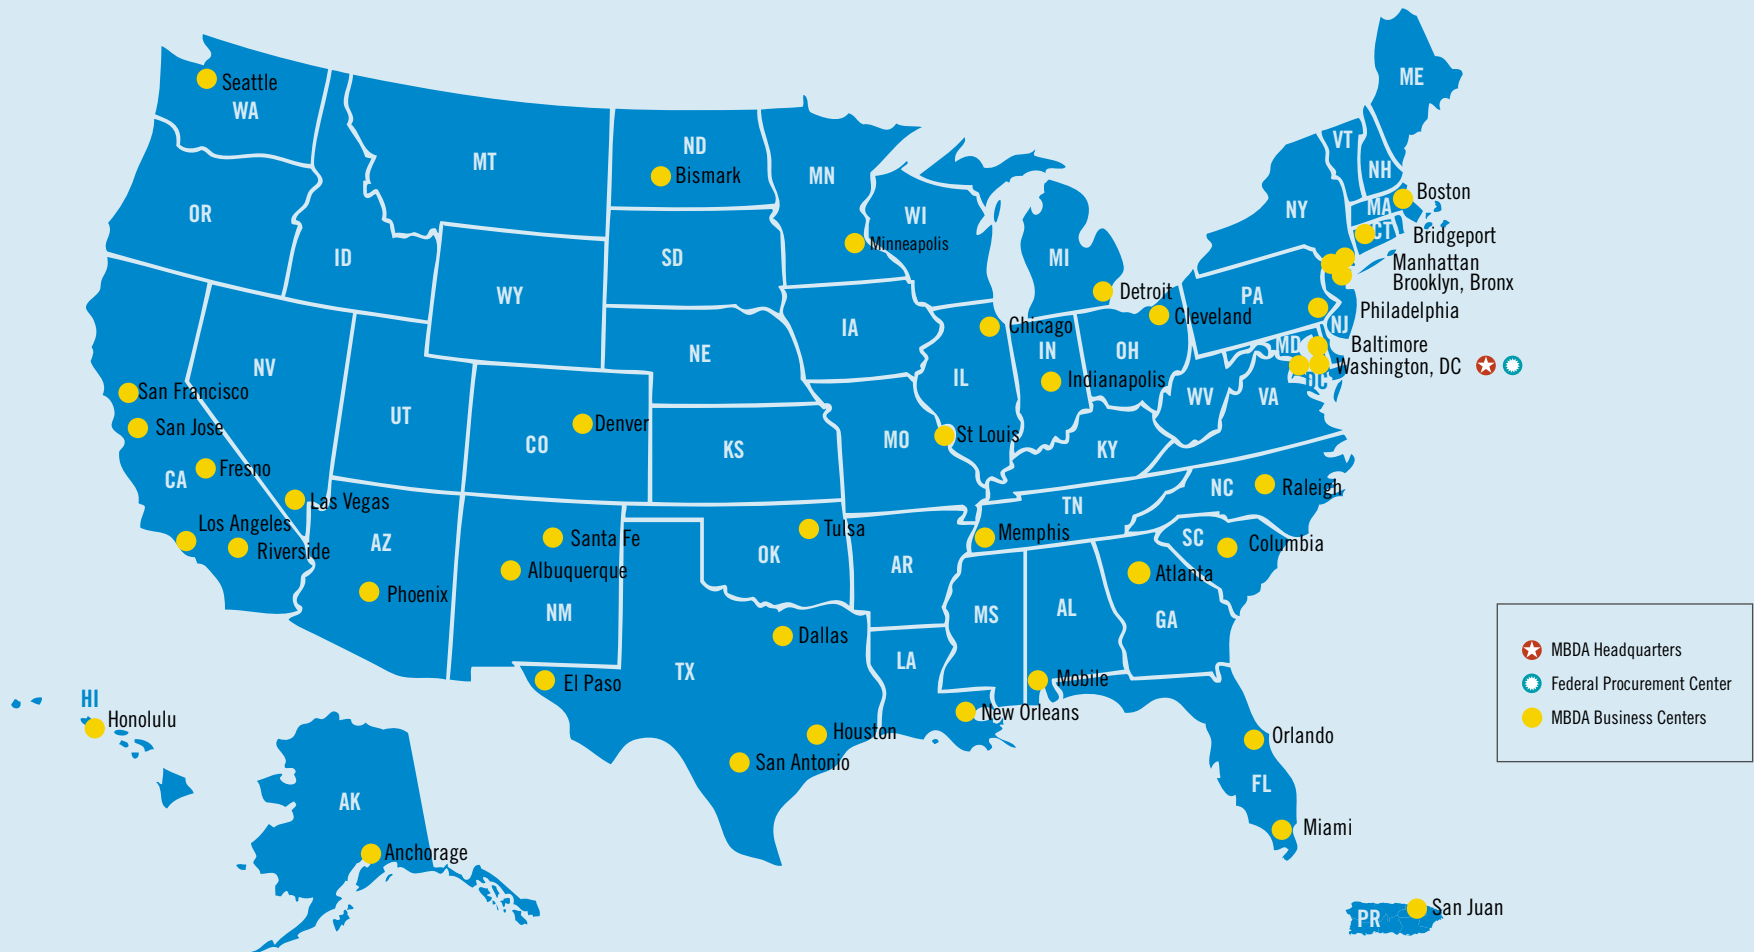 ME
Seattle
WA
VT
ND
MT
NH
Bismark
MN
Boston
MA
NY
OR
WI
CT
Bridgeport
Minneapolis
ID
SD
MI
Manhattan
Brooklyn, Bronx
Detroit
WY
PA
Philadelphia
Cleveland
NJ
Chicago
IA
Baltimore
MD
IN
OH
NE
Washington, DC
NV
DC
Indianapolis
IL
San Francisco
WV
VA
UT
Denver
San Jose
St Louis
MO
CO
KS
KY
Fresno
CA
Raleigh
NC
Las Vegas
TN
Los Angeles
Tulsa
Memphis
Santa Fe
SC
Columbia
AZ
Riverside
OK
AR
Albuquerque
Atlanta
Phoenix
AL
NM
MS
GA
Dallas
MBDA Headquarters
LA
TX
Mobile
El Paso
Federal Procurement Center
HI
New Orleans
MBDA Business Centers
Honolulu
Houston
Orlando
San Antonio
FL
AK
Miami
Anchorage
San Juan
PR